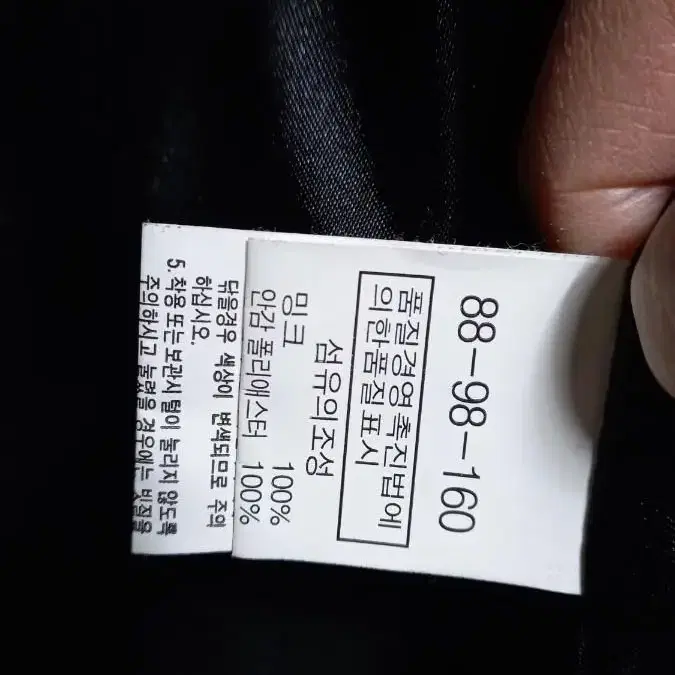 88-98-160
품질경영촉진법에
의한품질표시
섬유의조성
밍크 100%
안감 폴리에스터 100%
닦을경우 색상이 변색되므로 주의
하십시요.
5. 착용 또는 보관시 털이 눌리지 않도록
주의하시고 눌렸을 경우에는